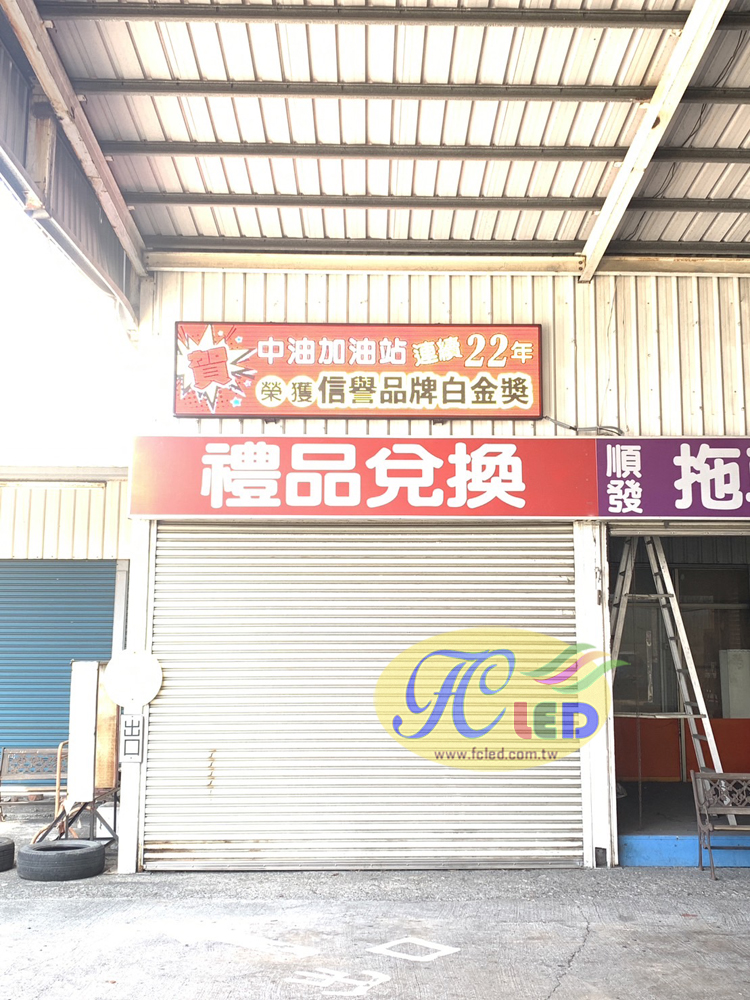 賀
中油加油站 連續22年
榮獲 信譽品牌白金獎
禮品兌換
順發
拖
出口
FC LED
www.fcled.com.tw